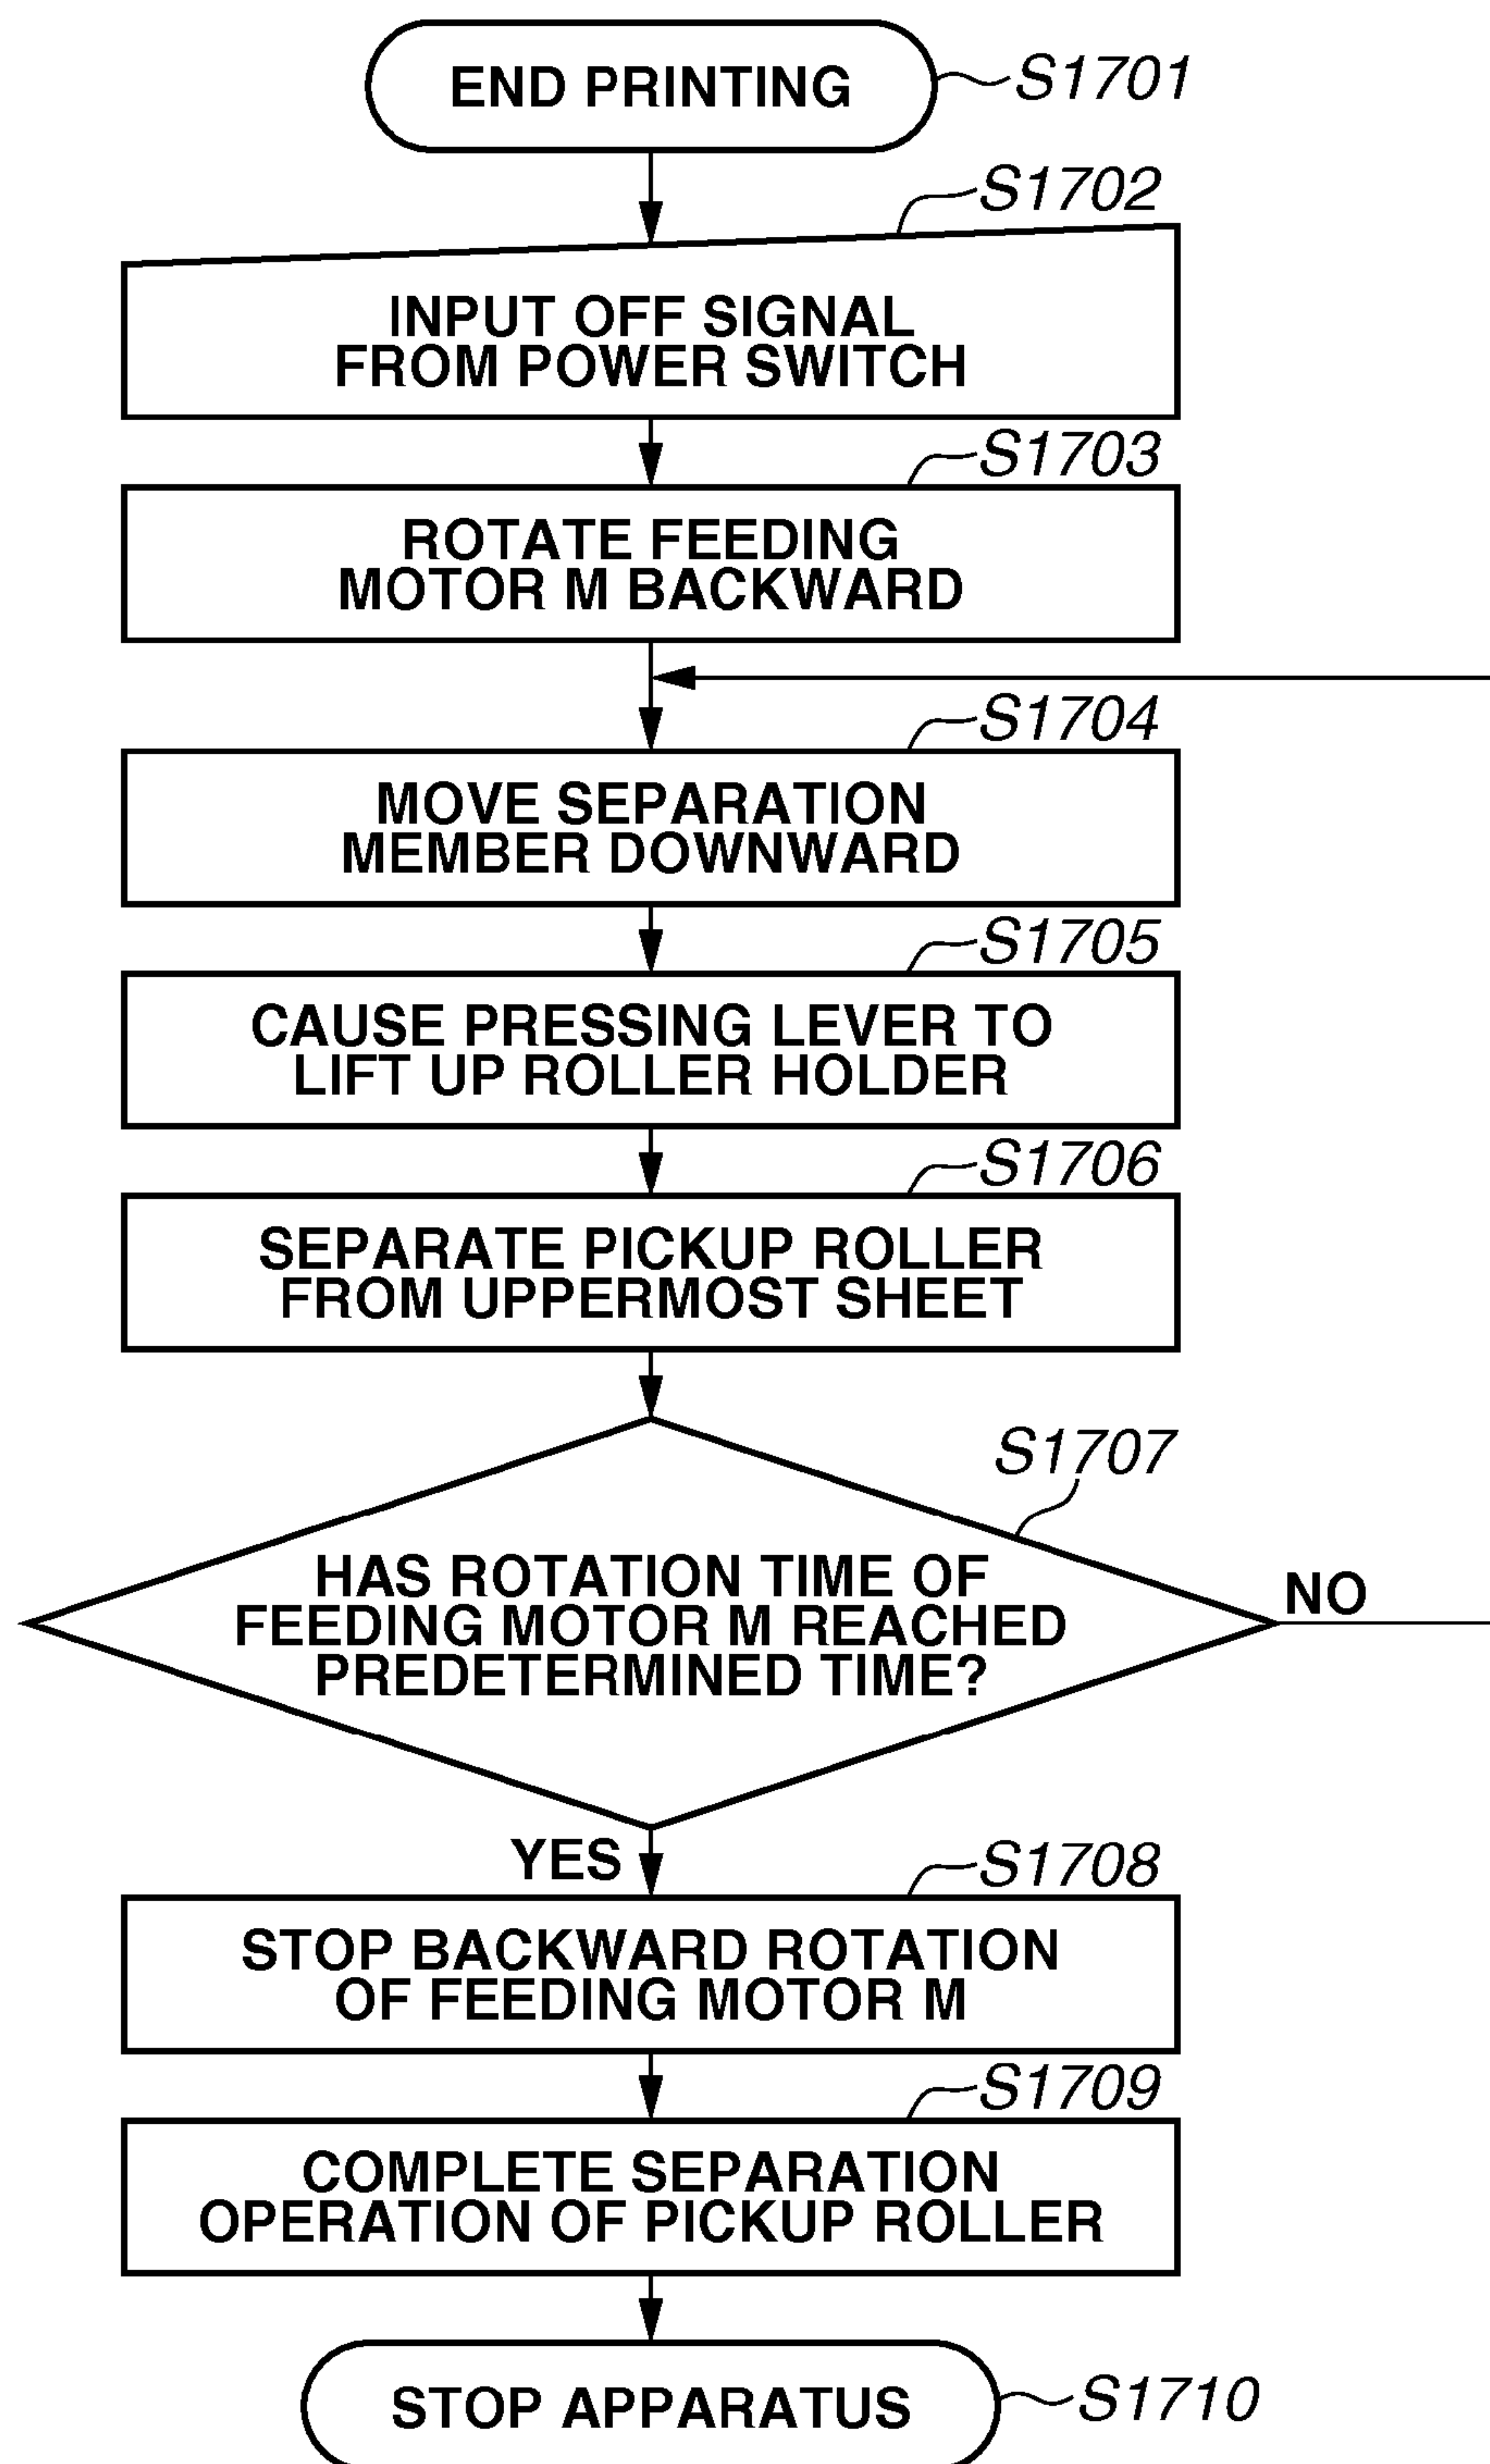 END PRINTING
S1701
S1702
INPUT OFF SIGNAL
FROM POWER SWITCH
S1703
ROTATE FEEDING
MOTOR M BACKWARD
S1704
MOVE SEPARATION
MEMBER DOWNWARD
S1705
CAUSE PRESSING LEVER TO
LIFT UP ROLLER HOLDER
S1706
SEPARATE PICKUP ROLLER
FROM UPPERMOST SHEET
S1707
HAS ROTATION TIME OF
FEEDING MOTOR M REACHED
PREDETERMINED TIME?
NO
YES
S1708
STOP BACKWARD ROTATION
OF FEEDING MOTOR M
S1709
COMPLETE SEPARATION
OPERATION OF PICKUP ROLLER
STOP APPARATUS
S1710